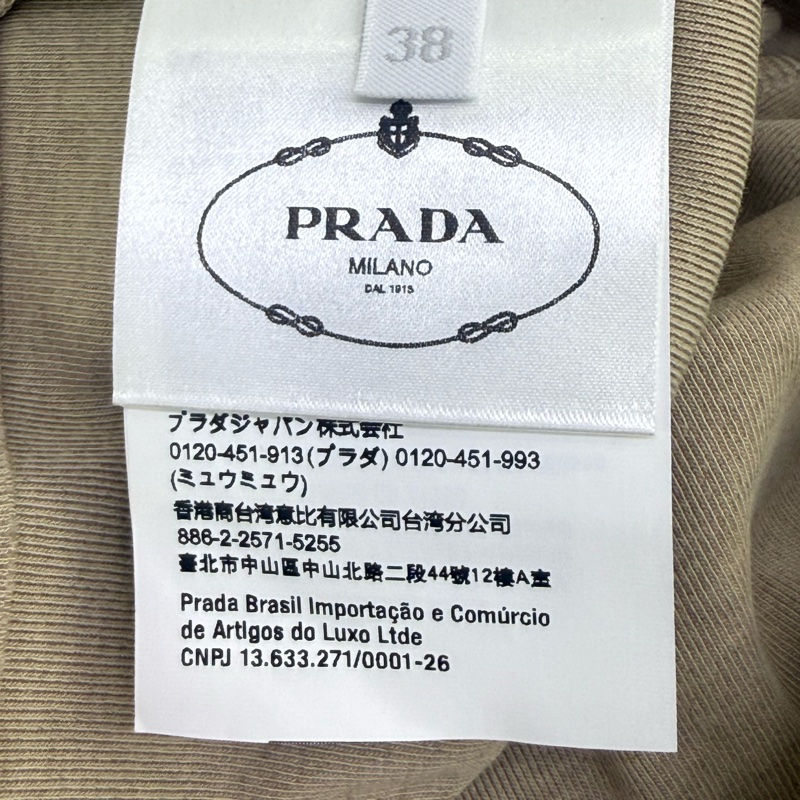 38
PRADA
MILANO
DAL 1913
プラダジャパン株式会社
0120-451-913(プラダ) 0120-451-993
(ミュウミュウ)
香港商台湾意比有限公司台湾分公司
886-2-2571-5255
臺北市中山區中山北路二段44號12樓A室
Prada Brasil Importação e Comúrcio
de Artlgos do Luxo Ltde
CNPJ 13.633.271/0001-26